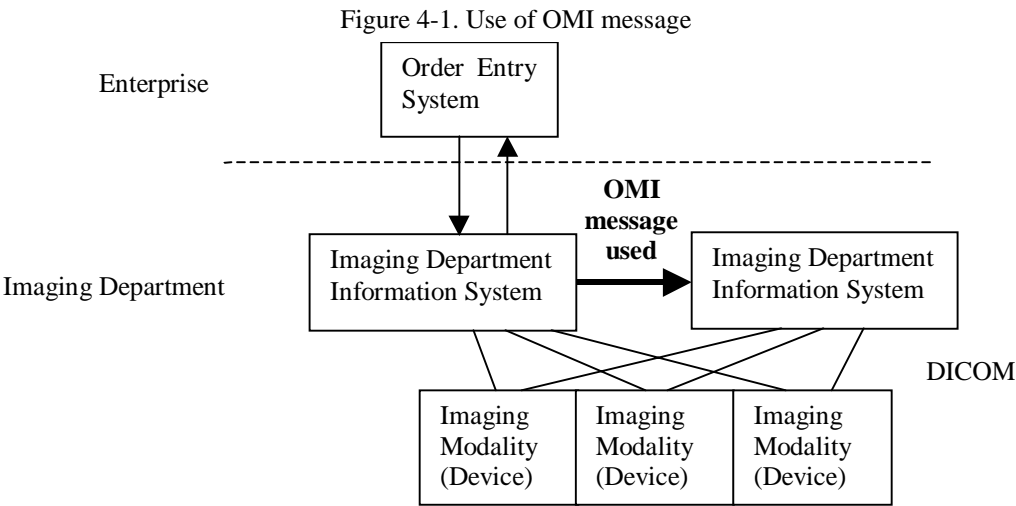 Figure 4-1. Use of OMI message
Enterprise
Order Entry
System
OMI
message
used
Imaging Department
Imaging Department
Information System
Imaging Department
Information System
DICOM
Imaging
Modality
(Device)
Imaging
Modality
(Device)
Imaging
Modality
(Device)